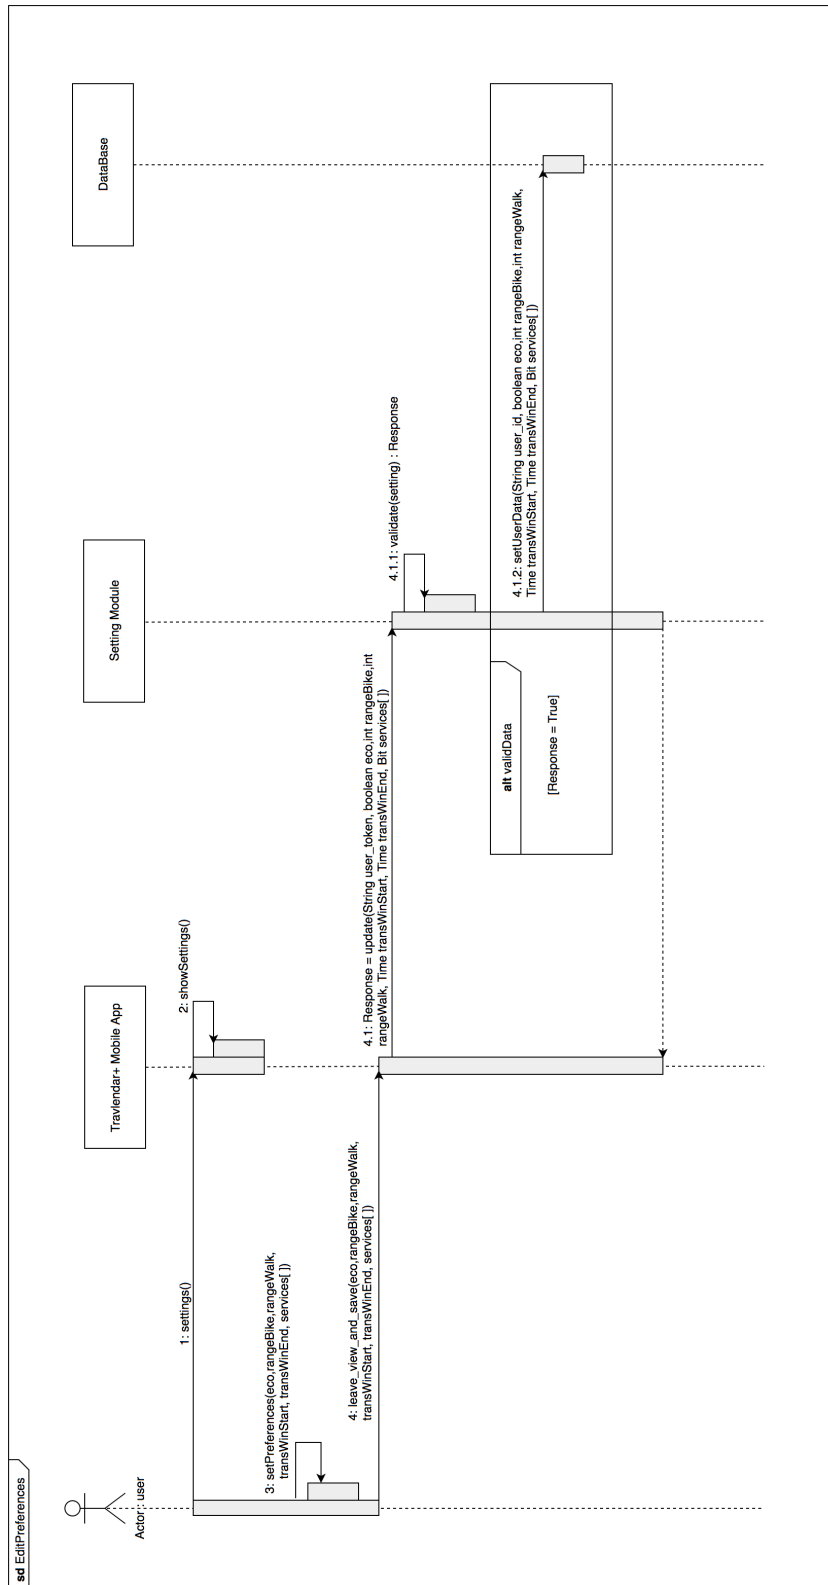 sd EditPreferences
Actor : user
Travlendar+ Mobile App
Setting Module
DataBase
1: settings()
2: showSettings()
3: setPreferences(eco,rangeBike,rangeWalk,
transWinStart, transWinEnd, services[ ])
4: leave_view_and_save(eco,rangeBike,rangeWalk,
transWinStart, transWinEnd, services[ ])
4.1: Response = update(String user_token, boolean eco,int rangeBike,int
rangeWalk, Time transWinStart, Time transWinEnd, Bit services[ ])
4.1.1: validate(setting) : Response
alt validData
[Response = True]
4.1.2: setUserData(String user_id, boolean eco,int rangeBike,int rangeWalk,
Time transWinStart, Time transWinEnd, Bit services[ ])